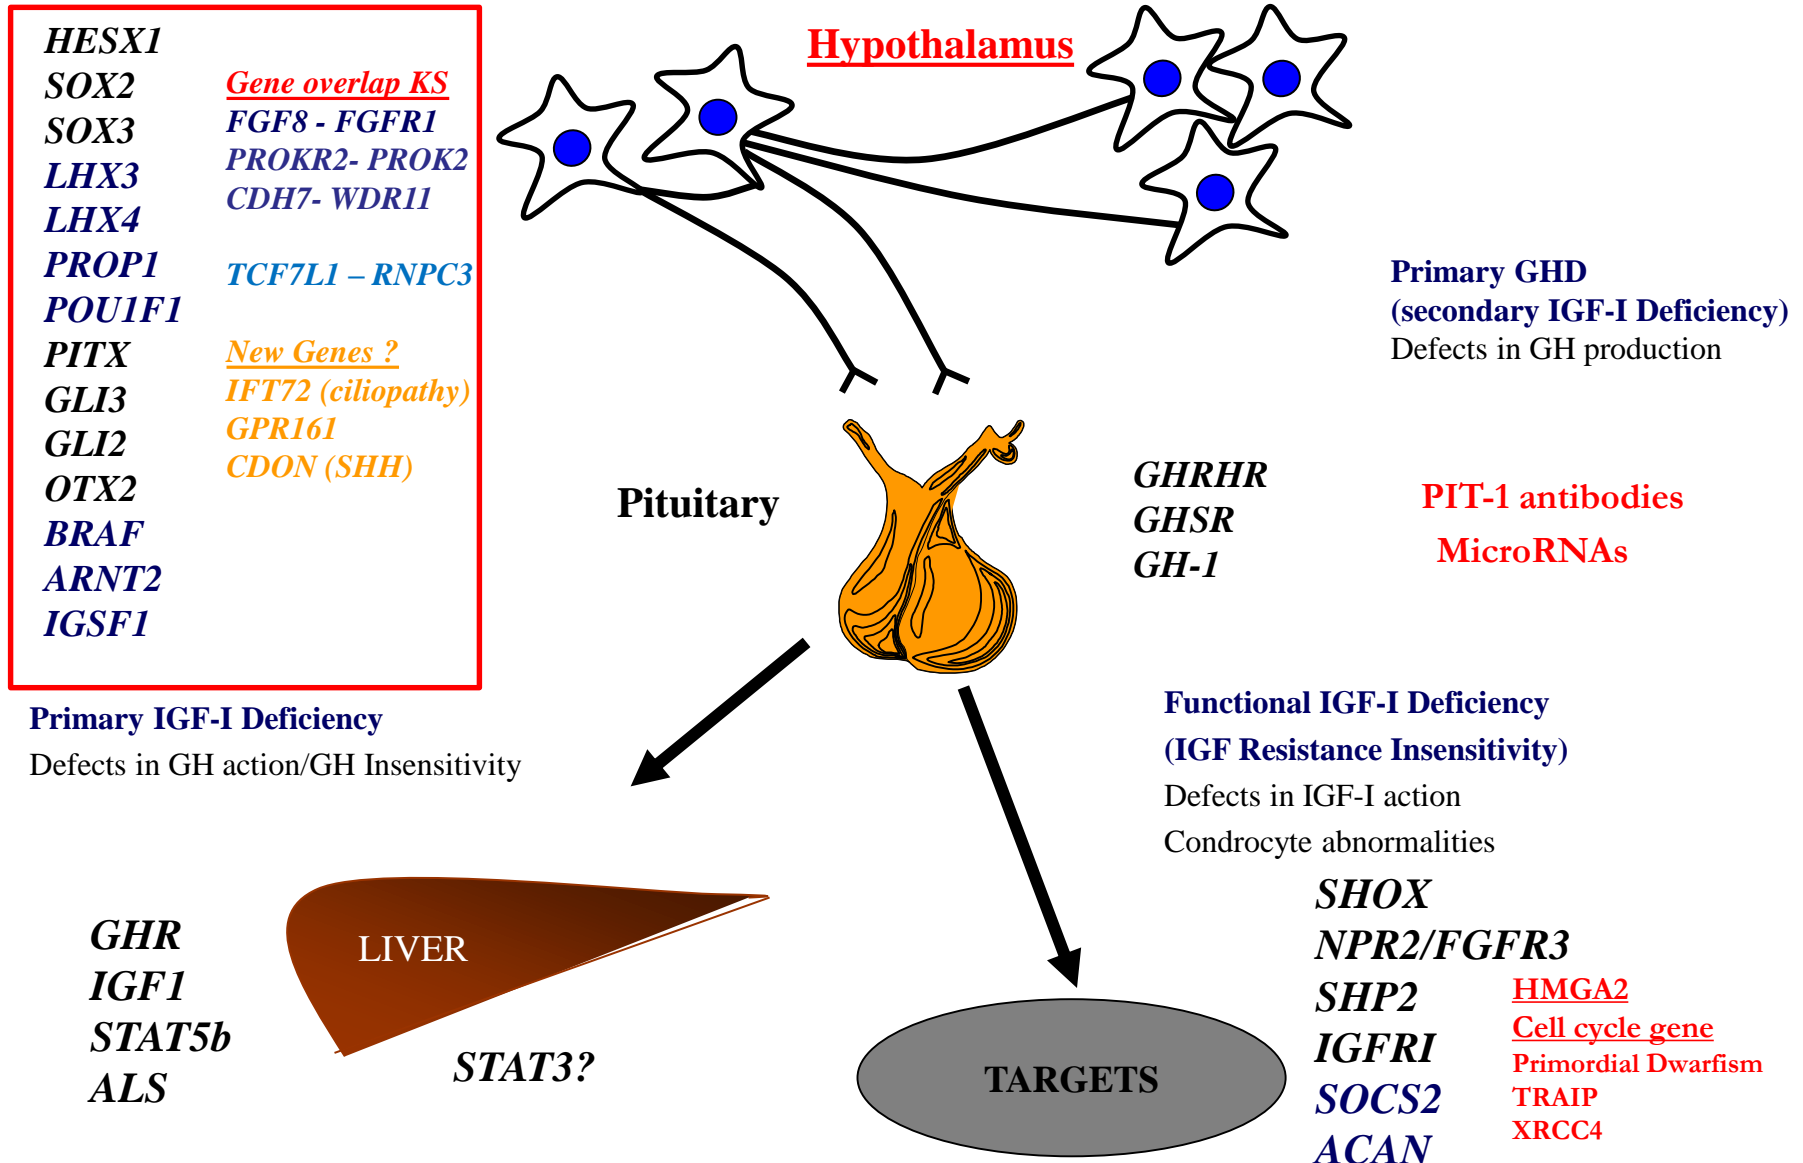 Hypothalamus
HESX1
SOX2
SOX3
LHX3
LHX4
PROP1
POU1F1
PITX
GLI3
GLI2
OTX2
BRAF
ARNT2
IGSF1
Gene overlap KS
FGF8 - FGFR1
PROKR2- PROK2
CDH7- WDR11
TCF7L1 – RNPC3
New Genes ?
IFT72 (ciliopathy)
GPR161
CDON (SHH)
Primary GHD
(secondary IGF-I Deficiency)
Defects in GH production
Pituitary
GHRHR
GHSR
GH-1
PIT-1 antibodies
MicroRNAs
Primary IGF-I Deficiency
Defects in GH action/GH Insensitivity
Functional IGF-I Deficiency
(IGF Resistance Insensitivity)
Defects in IGF-I action
Condrocyte abnormalities
GHR
IGF1
STAT5b
ALS
LIVER
STAT3?
TARGETS
SHOX
NPR2/FGFR3
SHP2
IGFRI
SOCS2
ACAN
HMGA2
Cell cycle gene
Primordial Dwarfism
TRAIP
XRCC4